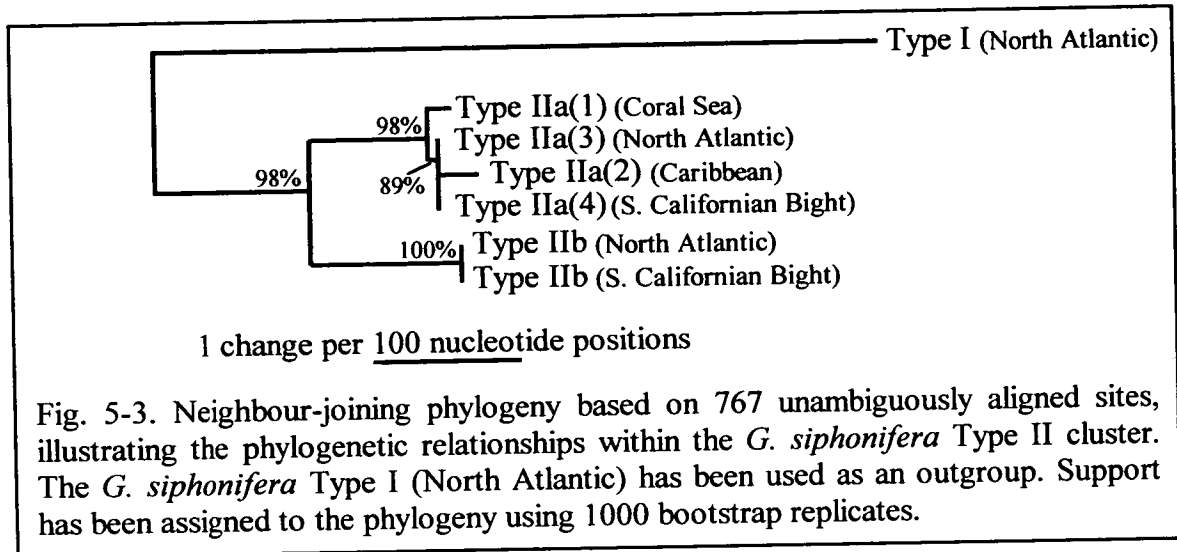 Type I (North Atlantic)
Type IIa(1) (Coral Sea)
98%
Type IIa(3) (North Atlantic)
98%
Type IIa(2) (Caribbean)
89%
Type IIa(4) (S. Californian Bight)
100%
Type IIb (North Atlantic)
Type IIb (S. Californian Bight)
1 change per 100 nucleotide positions
Fig. 5-3. Neighbour-joining phylogeny based on 767 unambiguously aligned sites,
illustrating the phylogenetic relationships within the G. siphonifera Type II cluster.
The G. siphonifera Type I (North Atlantic) has been used as an outgroup. Support
has been assigned to the phylogeny using 1000 bootstrap replicates.